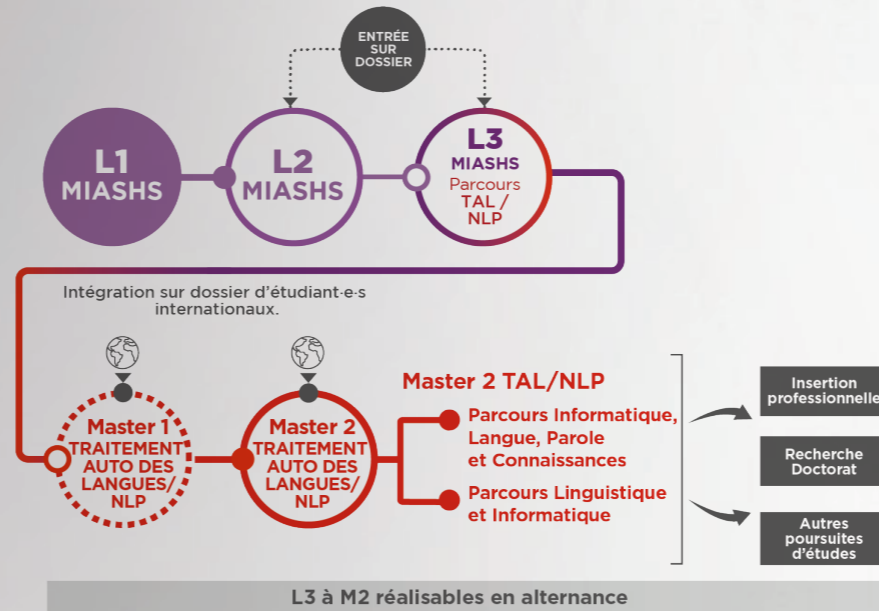 ENTRÉE
SUR
DOSSIER
L1
MIASHS
L2
MIASHS
L3
MIASHS
Parcours
TAL /
NLP
Intégration sur dossier d'étudiant·e·s
internationaux.
Master 1
TRAITEMENT
AUTO DES
LANGUES/
NLP
Master 2
TRAITEMENT
AUTO DES
LANGUES/
NLP
Master 2 TAL/NLP
Parcours Informatique,
Langue, Parole
et Connaissances
Parcours Linguistique
et Informatique
Insertion
professionnelle
Recherche
Doctorat
Autres
poursuites
d'études
L3 à M2 réalisables en alternance